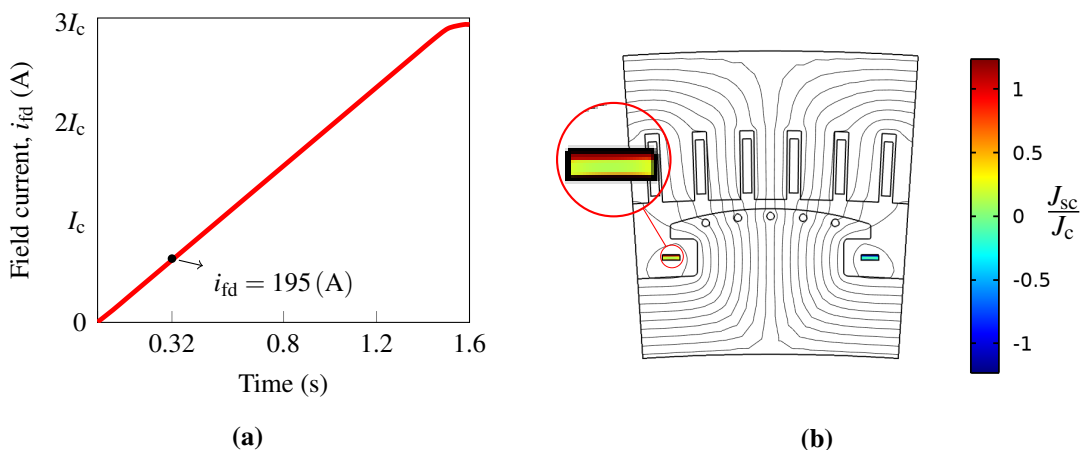 3I_c
2I_c
I_c
0
Field current, i_fd (A)
i_fd = 195 (A)
0.32 0.8 1.2 1.6
Time (s)
(a)
1
0.5
0
-0.5
-1
J_sc
J_c
(b)